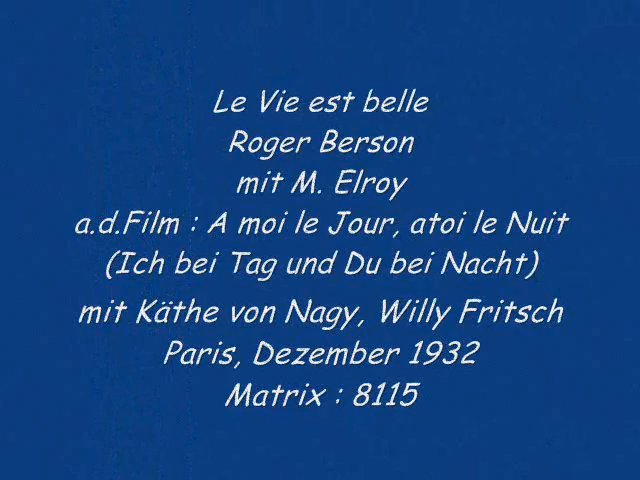 Le Vie est belle
Roger Berson
mit M. Elroy
a.d.Film : A moi le Jour, atoi le Nuit
(Ich bei Tag und Du bei Nacht)
mit Käthe von Nagy, Willy Fritsch
Paris, Dezember 1932
Matrix : 8115